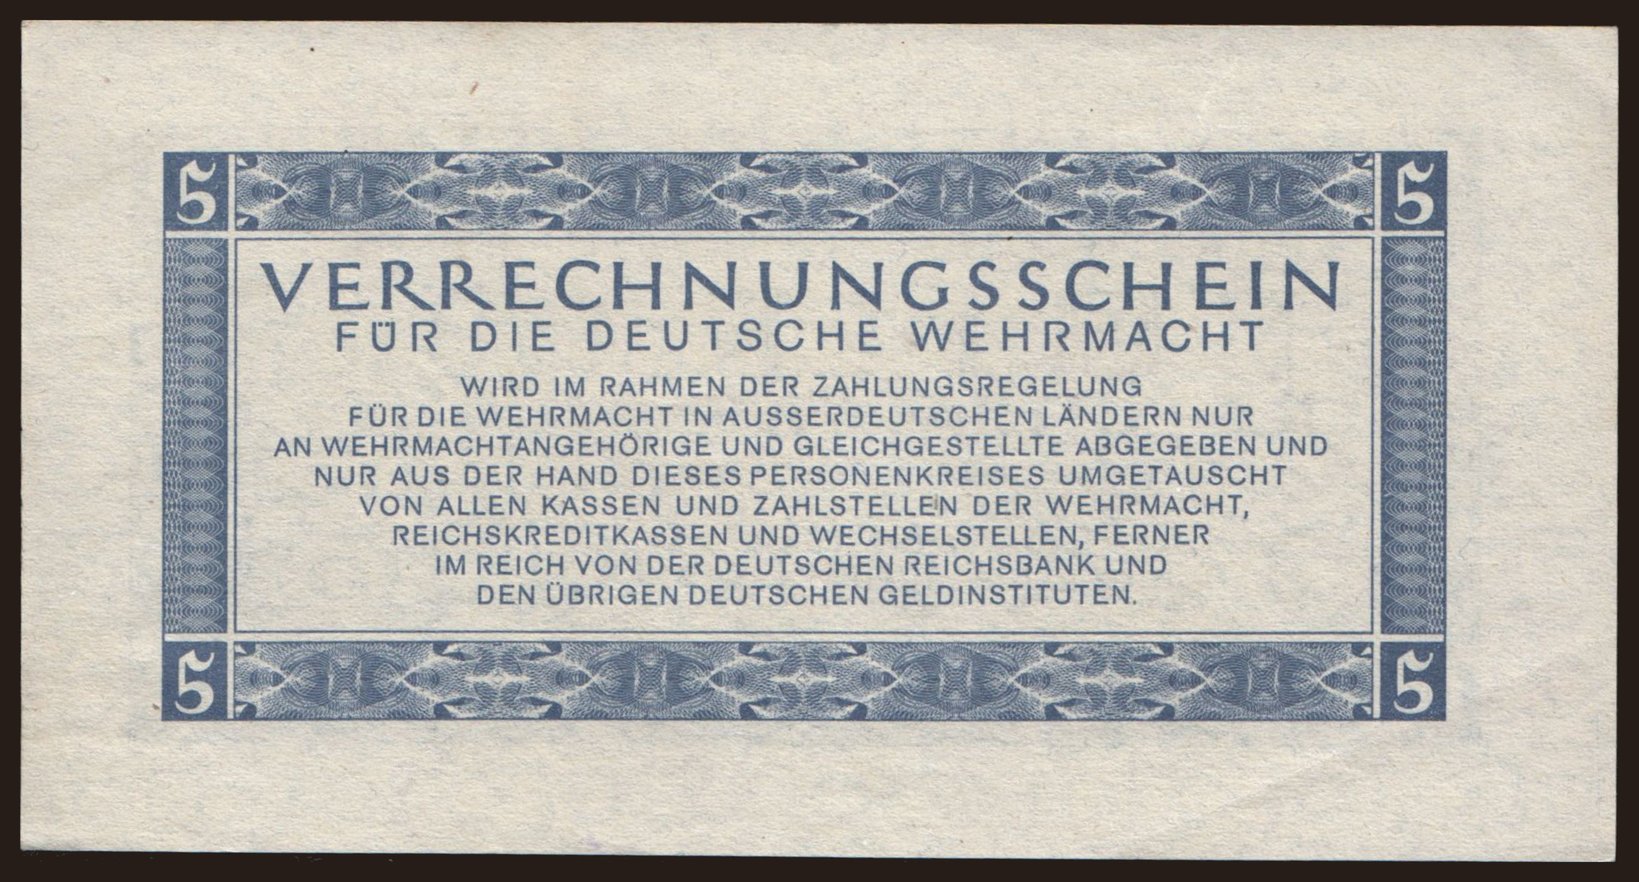 5 5
VERRECHNUNGSSCHEIN
FÜR DIE DEUTSCHE WEHRMACHT
WIRD IM RAHMEN DER ZAHLUNGSREGELUNG
FÜR DIE WEHRMACHT IN AUSSERDEUTSCHEN LÄNDERN NUR
AN WEHRMACHTANGEHÖRIGE UND GLEICHGESTELLTE ABGEGEBEN UND
NUR AUS DER HAND DIESES PERSONENKREISES UMGETAUSCHT
VON ALLEN KASSEN UND ZAHLSTELLEN DER WEHRMACHT,
REICHSKREDITKASSEN UND WECHSELSTELLEN, FERNER
IM REICH VON DER DEUTSCHEN REICHSBANK UND
DEN ÜBRIGEN DEUTSCHEN GELDINSTITUTEN.
5 5